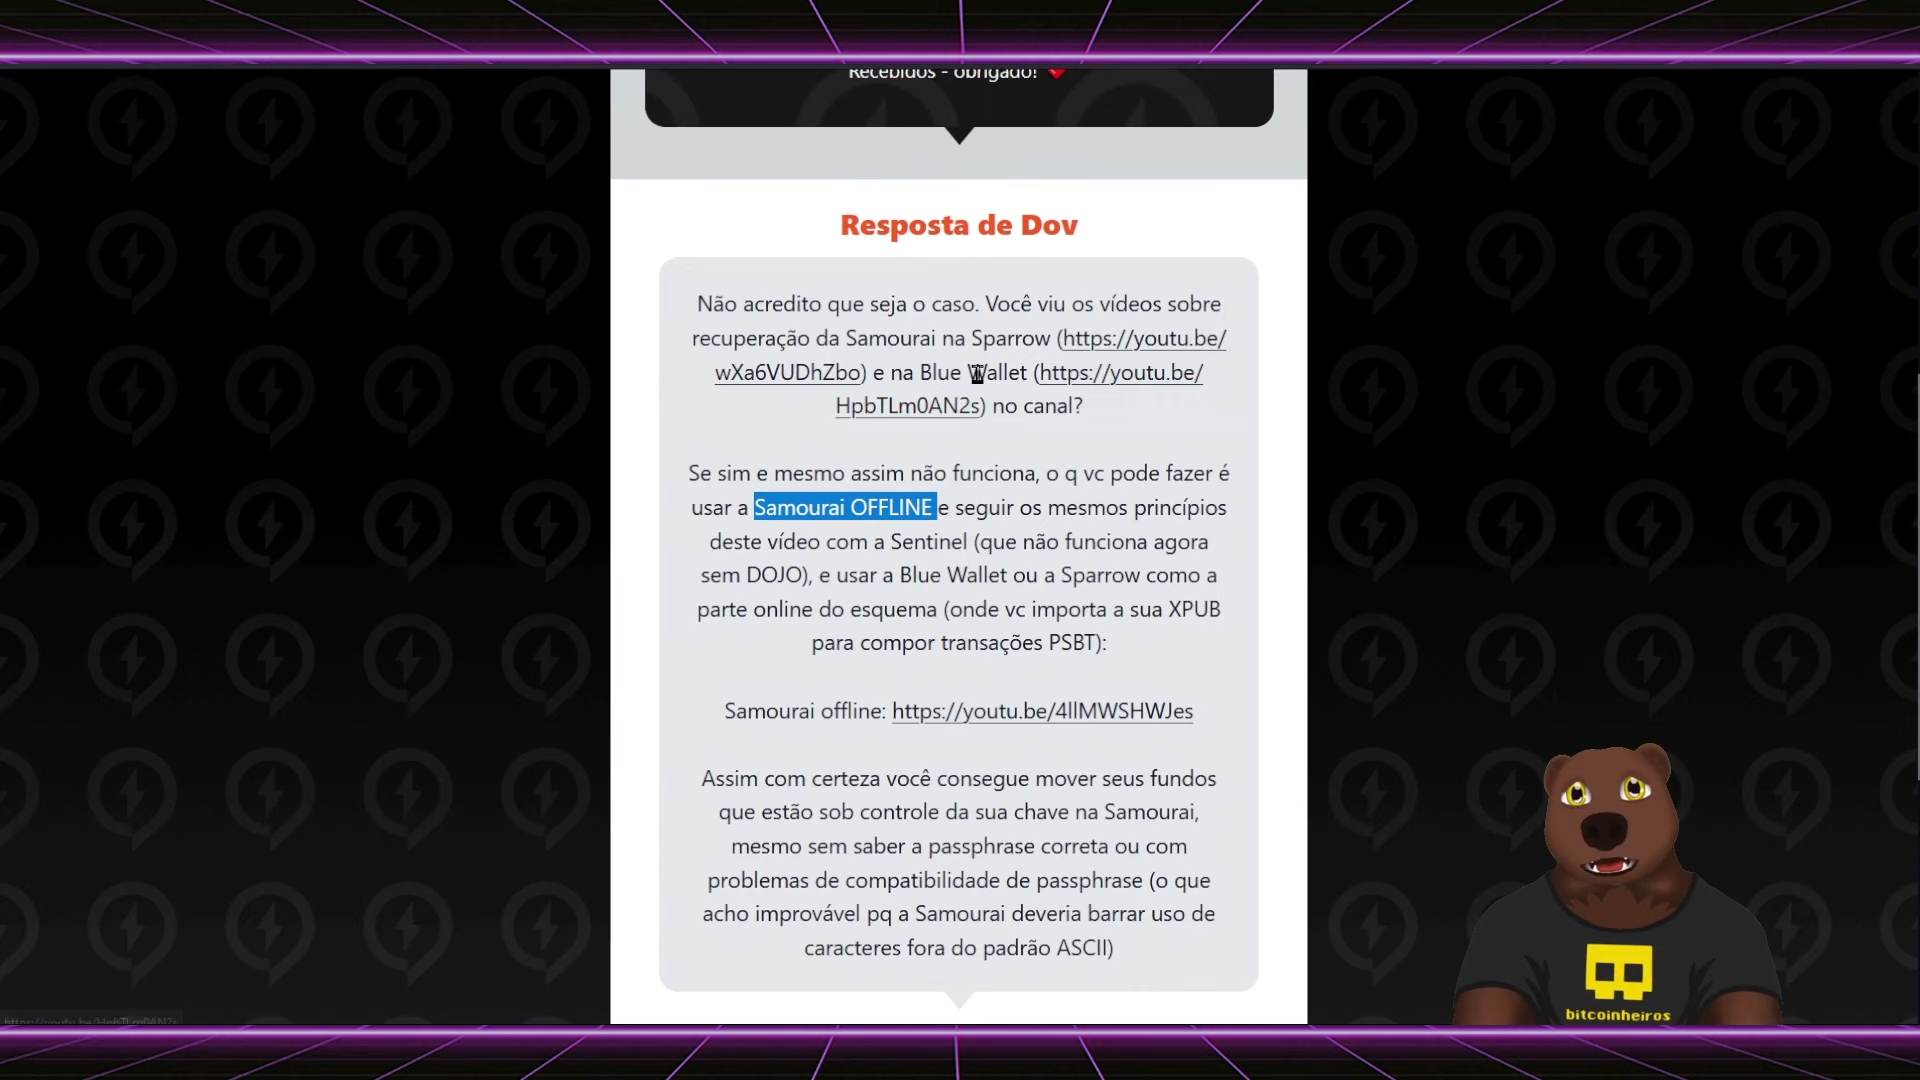 Recebidos - obrigado!
Resposta de Dov
Não acredito que seja o caso. Você viu os vídeos sobre
recuperação da Samourai na Sparrow (https://youtu.be/
wXa6VUDhZbo) e na Blue Wallet (https://youtu.be/
HpbTLm0AN2s) no canal?
Se sim e mesmo assim não funciona, o q vc pode fazer é
usar a Samourai OFFLINE e seguir os mesmos princípios
deste vídeo com a Sentinel (que não funciona agora
sem DOJO), e usar a Blue Wallet ou a Sparrow como a
parte online do esquema (onde vc importa a sua XPUB
para compor transações PSBT):
Samourai offline: https://youtu.be/4llMWSHWJes
Assim com certeza você consegue mover seus fundos
que estão sob controle da sua chave na Samourai,
mesmo sem saber a passphrase correta ou com
problemas de compatibilidade de passphrase (o que
acho improvável pq a Samourai deveria barrar uso de
caracteres fora do padrão ASCII)
bitcoinheiros
https://youtu.be/HpbTLm0AN2s